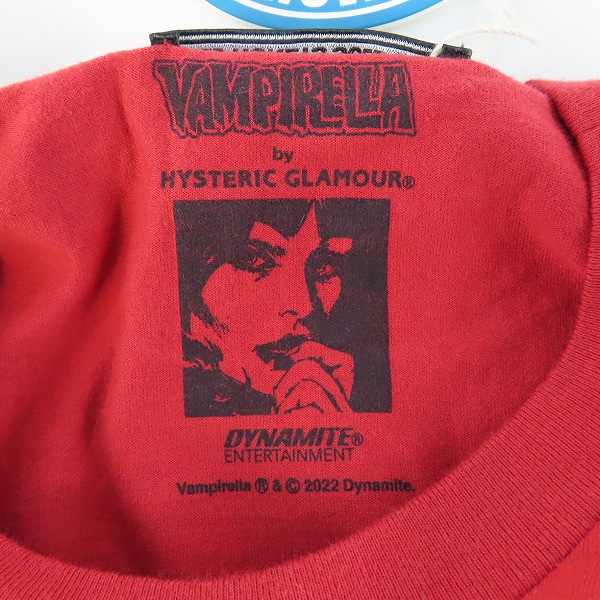 VAMPIRELLA
by
HYSTERIC GLAMOUR®
DYNAMITE®
ENTERTAINMENT
Vampirella ® & © 2022 Dynamite.